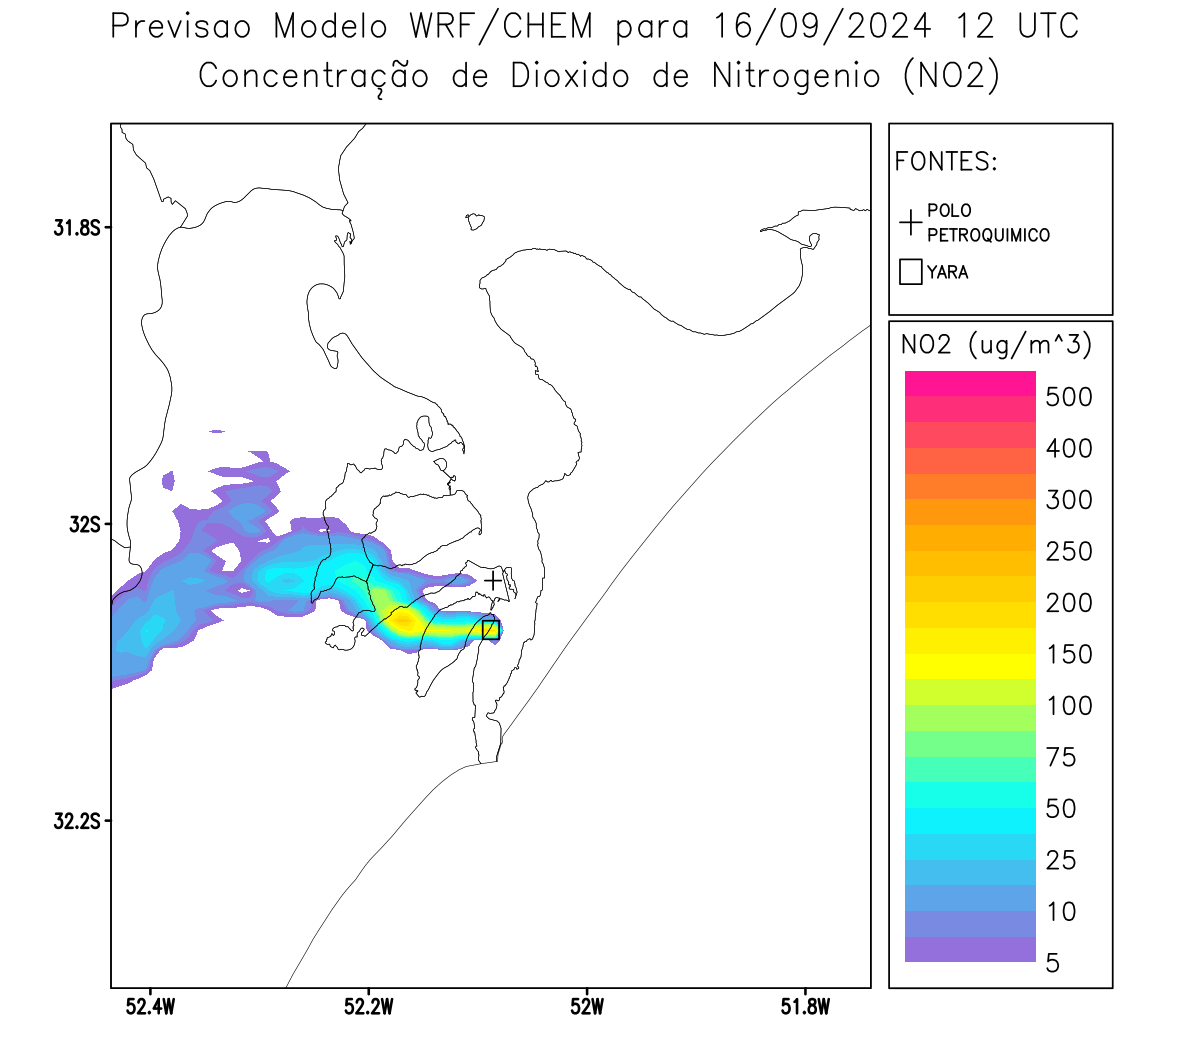 Previsao Modelo WRF/CHEM para 16/09/2024 12 UTC
Concentração de Dioxido de Nitrogenio (NO2)
FONTES:
POLO
PETROQUIMICO
YARA
31.8S
32S
32.2S
52.4W
52.2W
52W
51.8W
NO2 (ug/m^3)
500
400
300
250
200
150
100
75
50
25
10
5